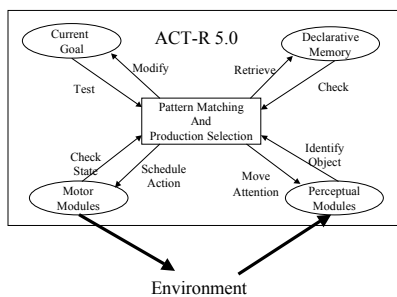 ACT-R 5.0
Current
Goal
Declarative
Memory
Modify
Test
Retrieve
Check
Pattern Matching
And
Production Selection
Check
State
Schedule
Action
Identify
Object
Move
Attention
Motor
Modules
Perceptual
Modules
Environment